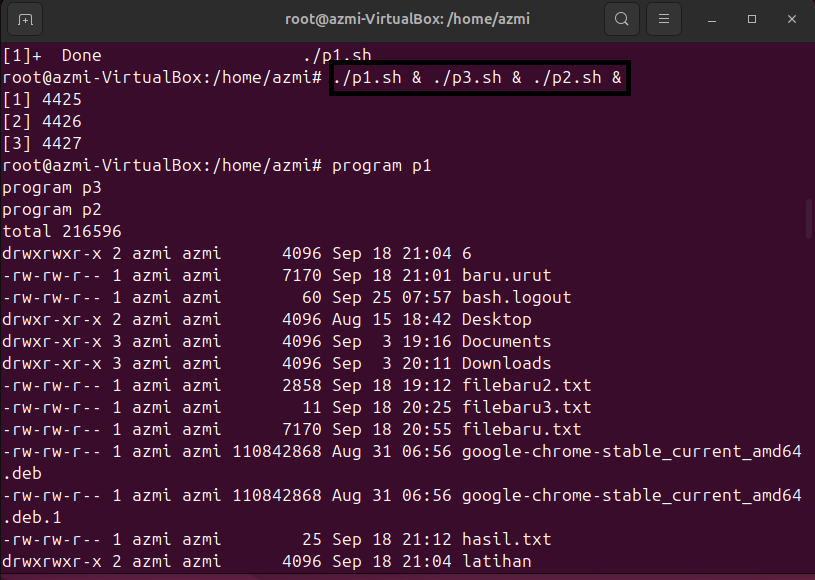 root@azmi-VirtualBox: /home/azmi
[1]+  Done                          ./p1.sh
root@azmi-VirtualBox:/home/azmi# ./p1.sh & ./p3.sh & ./p2.sh &
[1] 4425
[2] 4426
[3] 4427
root@azmi-VirtualBox:/home/azmi# program p1
program p3
program p2
total 216596
drwxrwxr-x 2 azmi azmi      4096 Sep 18 21:04 6
-rw-rw-r-- 1 azmi azmi      7170 Sep 18 21:01 baru.urut
-rw-rw-r-- 1 azmi azmi        60 Sep 25 07:57 bash.logout
drwxr-xr-x 2 azmi azmi      4096 Aug 15 18:42 Desktop
drwxr-xr-x 3 azmi azmi      4096 Sep  3 19:16 Documents
drwxr-xr-x 3 azmi azmi      4096 Sep  3 20:11 Downloads
-rw-rw-r-- 1 azmi azmi      2858 Sep 18 19:12 filebaru2.txt
-rw-rw-r-- 1 azmi azmi        11 Sep 18 20:25 filebaru3.txt
-rw-rw-r-- 1 azmi azmi      7170 Sep 18 20:55 filebaru.txt
-rw-rw-r-- 1 azmi azmi 110842868 Aug 31 06:56 google-chrome-stable_current_amd64
.deb
-rw-rw-r-- 1 azmi azmi 110842868 Aug 31 06:56 google-chrome-stable_current_amd64
.deb.1
-rw-rw-r-- 1 azmi azmi        25 Sep 18 21:12 hasil.txt
drwxrwxr-x 2 azmi azmi      4096 Sep 18 21:04 latihan